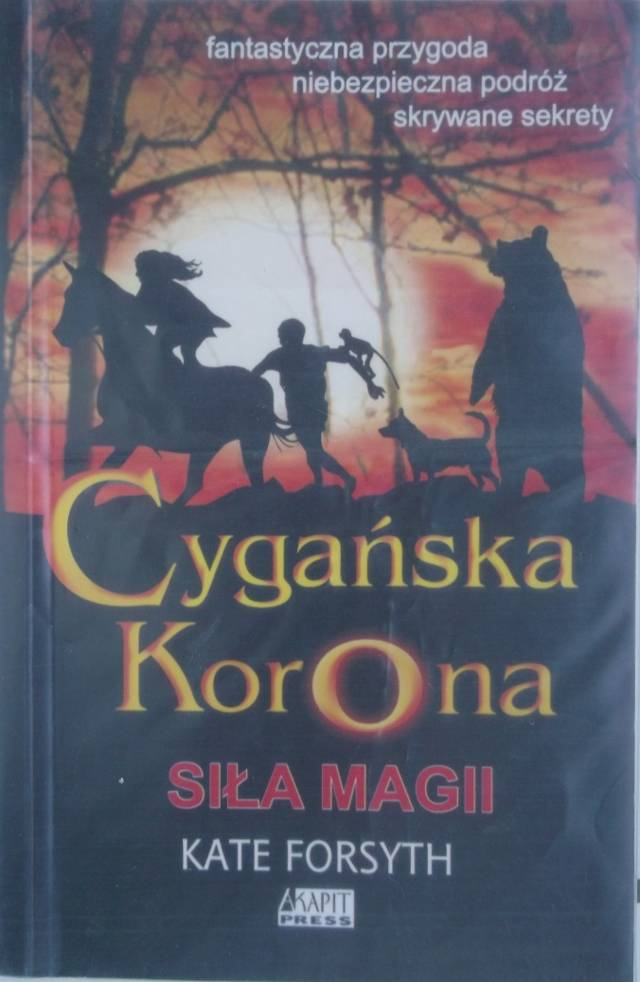 fantastyczna przygoda
niebezpieczna podróż
skrywane sekrety
Cygańska
KorOna
SIŁA MAGII
KATE FORSYTH
AKAPIT
PRESS